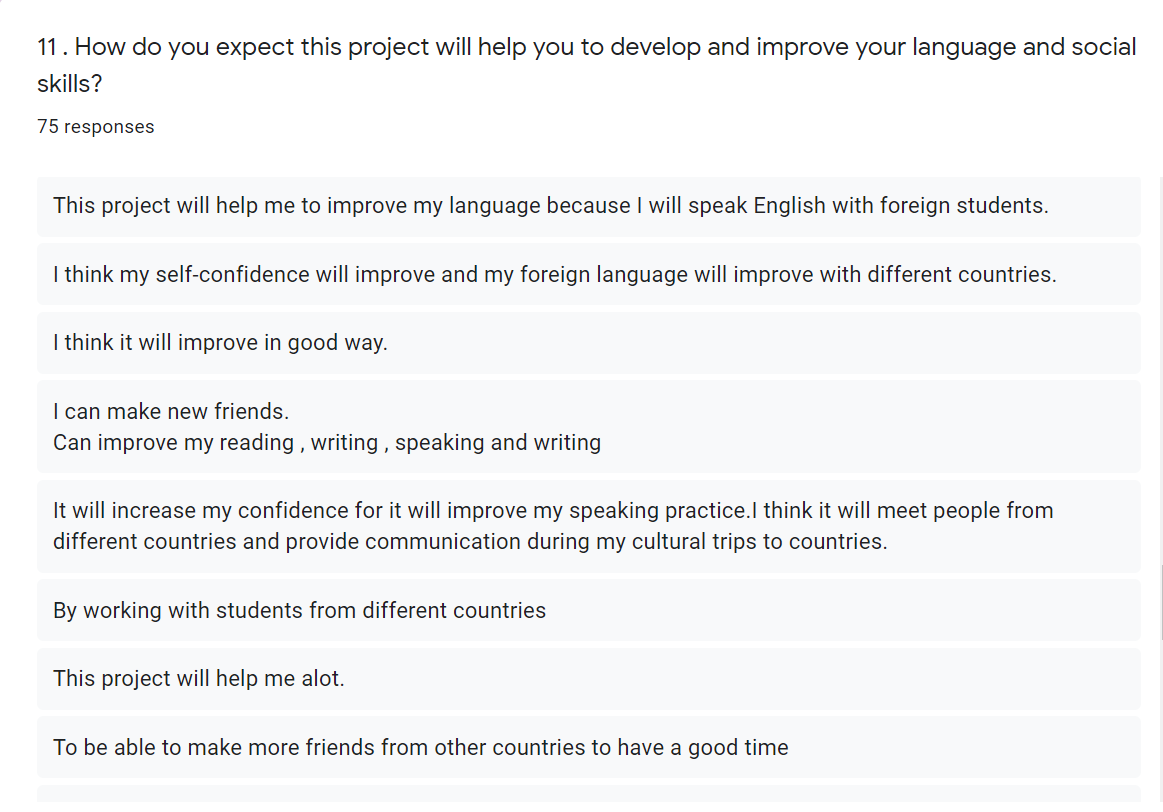 11 . How do you expect this project will help you to develop and improve your language and social
skills?
75 responses
This project will help me to improve my language because I will speak English with foreign students.
I think my self-confidence will improve and my foreign language will improve with different countries.
I think it will improve in good way.
I can make new friends.
Can improve my reading , writing , speaking and writing
It will increase my confidence for it will improve my speaking practice.I think it will meet people from
different countries and provide communication during my cultural trips to countries.
By working with students from different countries
This project will help me alot.
To be able to make more friends from other countries to have a good time